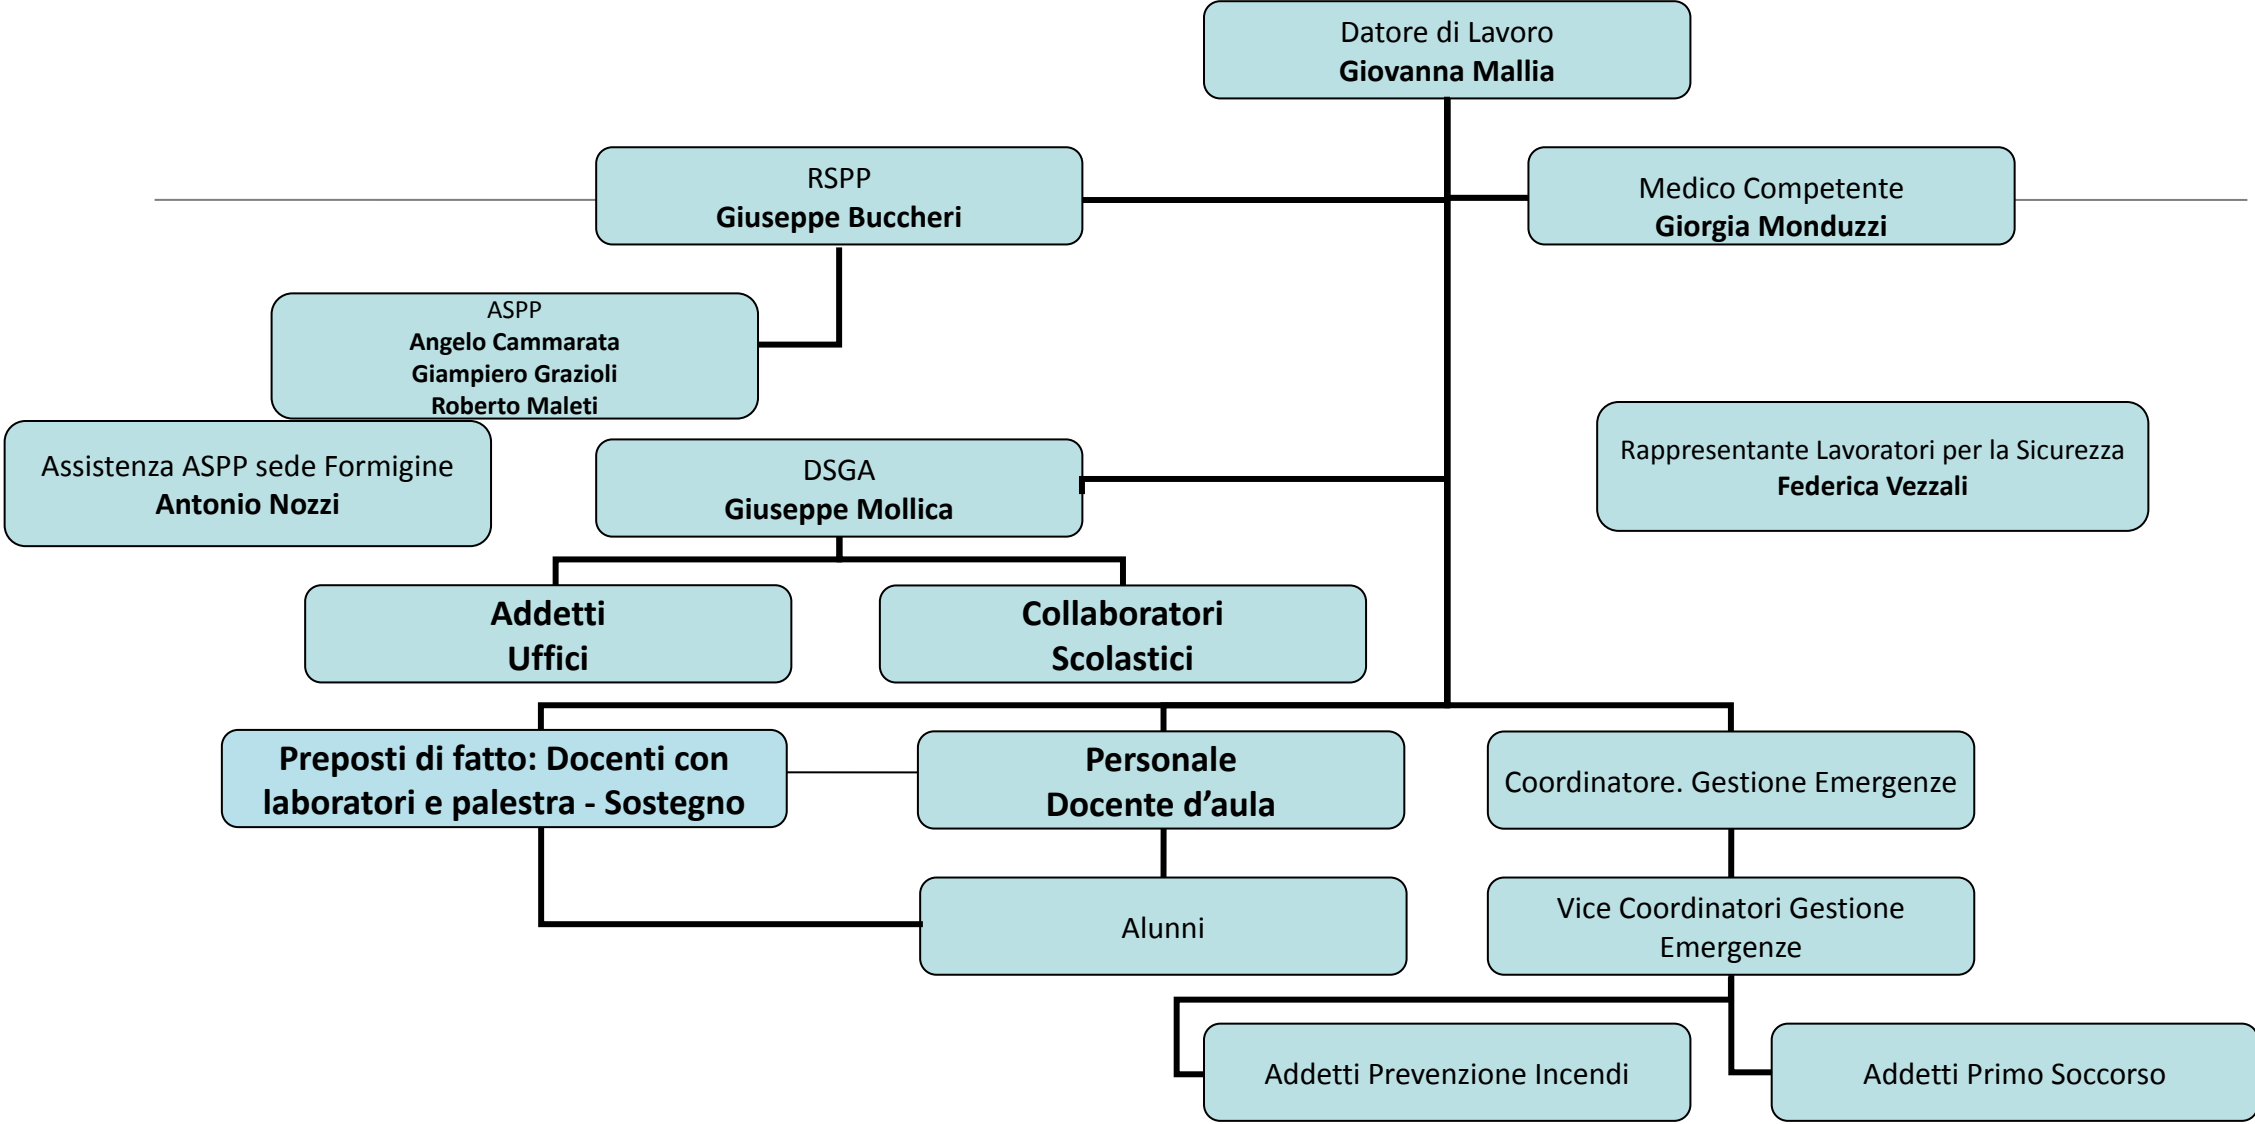 Datore di Lavoro
Giovanna Mallia
RSPP
Giuseppe Buccheri
Medico Competente
Giorgia Monduzzi
ASPP
Angelo Cammarata
Giampiero Grazioli
Roberto Maleti
Assistenza ASPP sede Formigine
Antonio Nozzi
DSGA
Giuseppe Mollica
Rappresentante Lavoratori per la Sicurezza
Federica Vezzali
Addetti
Uffici
Collaboratori
Scolastici
Preposti di fatto: Docenti con
laboratori e palestra - Sostegno
Personale
Docente d’aula
Coordinatore. Gestione Emergenze
Alunni
Vice Coordinatori Gestione
Emergenze
Addetti Prevenzione Incendi
Addetti Primo Soccorso